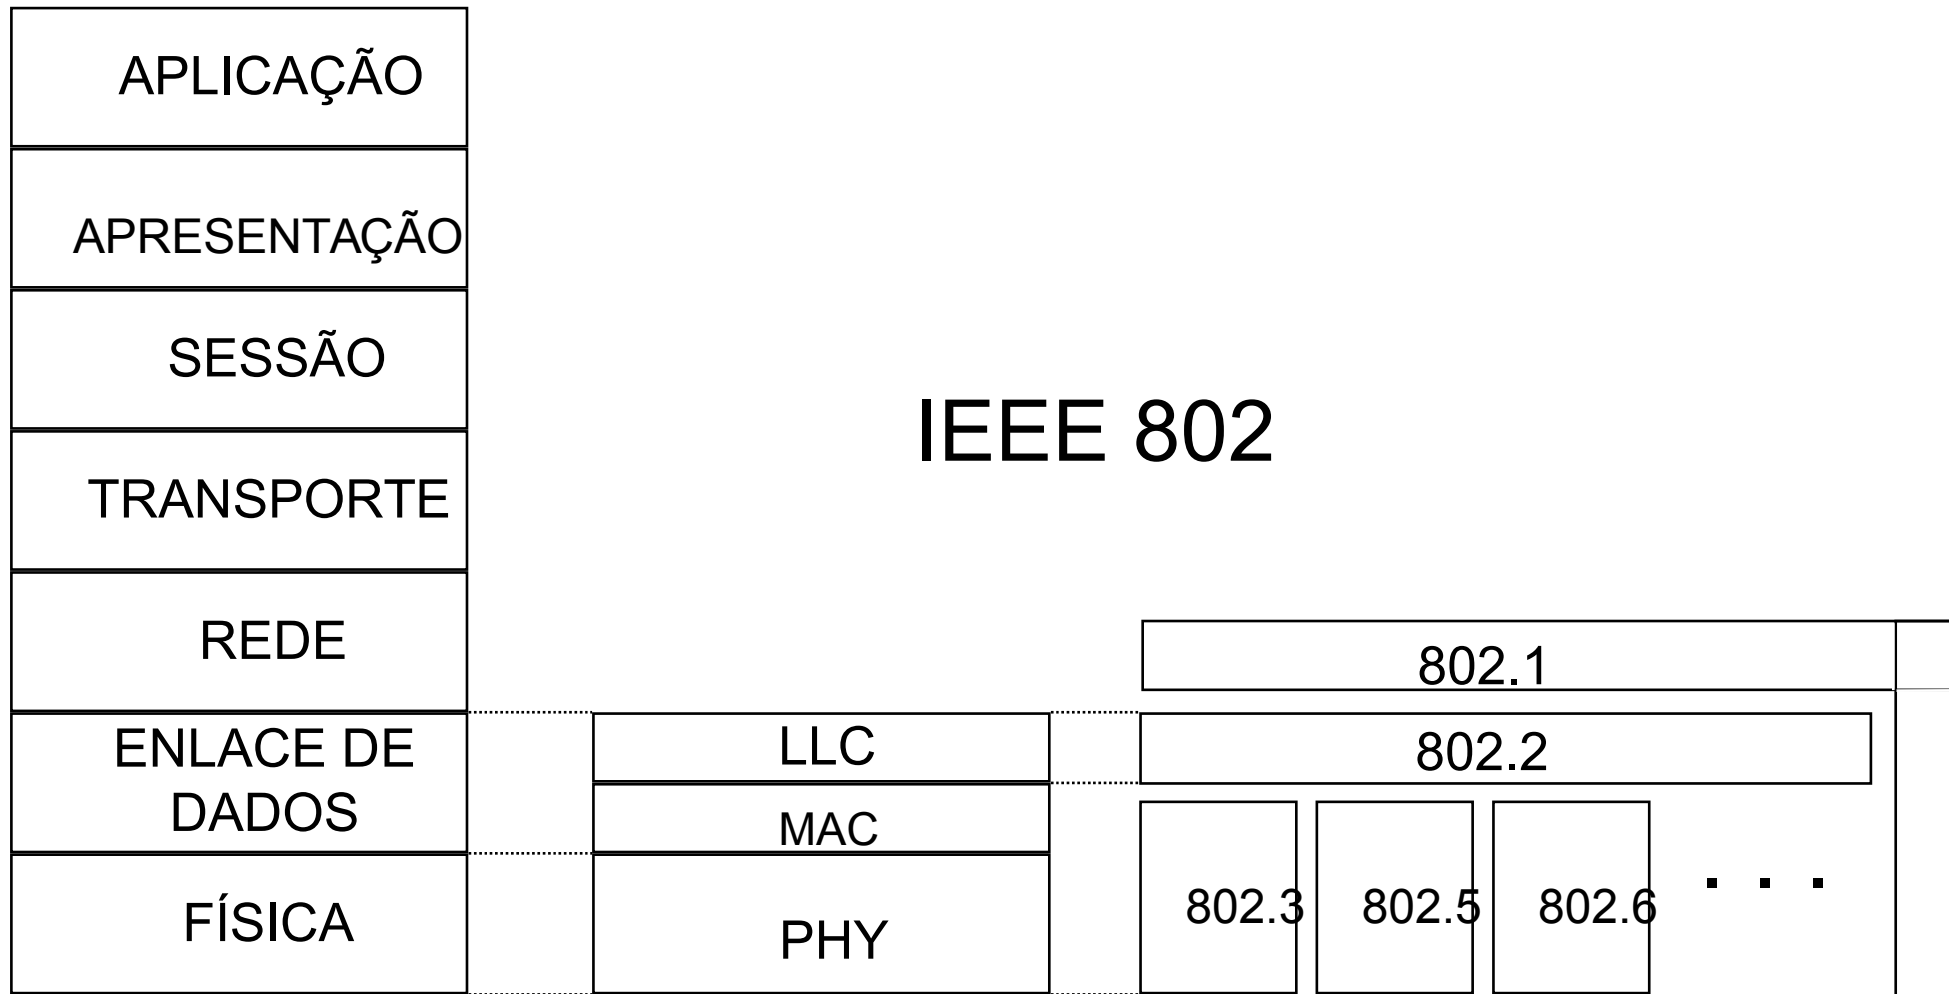 APLICAÇÃO
APRESENTAÇÃO
SESSÃO
TRANSPORTE
REDE
ENLACE DE
DADOS
FÍSICA
IEEE 802
LLC
MAC
PHY
802.1
802.2
802.3
802.5
802.6
. . .